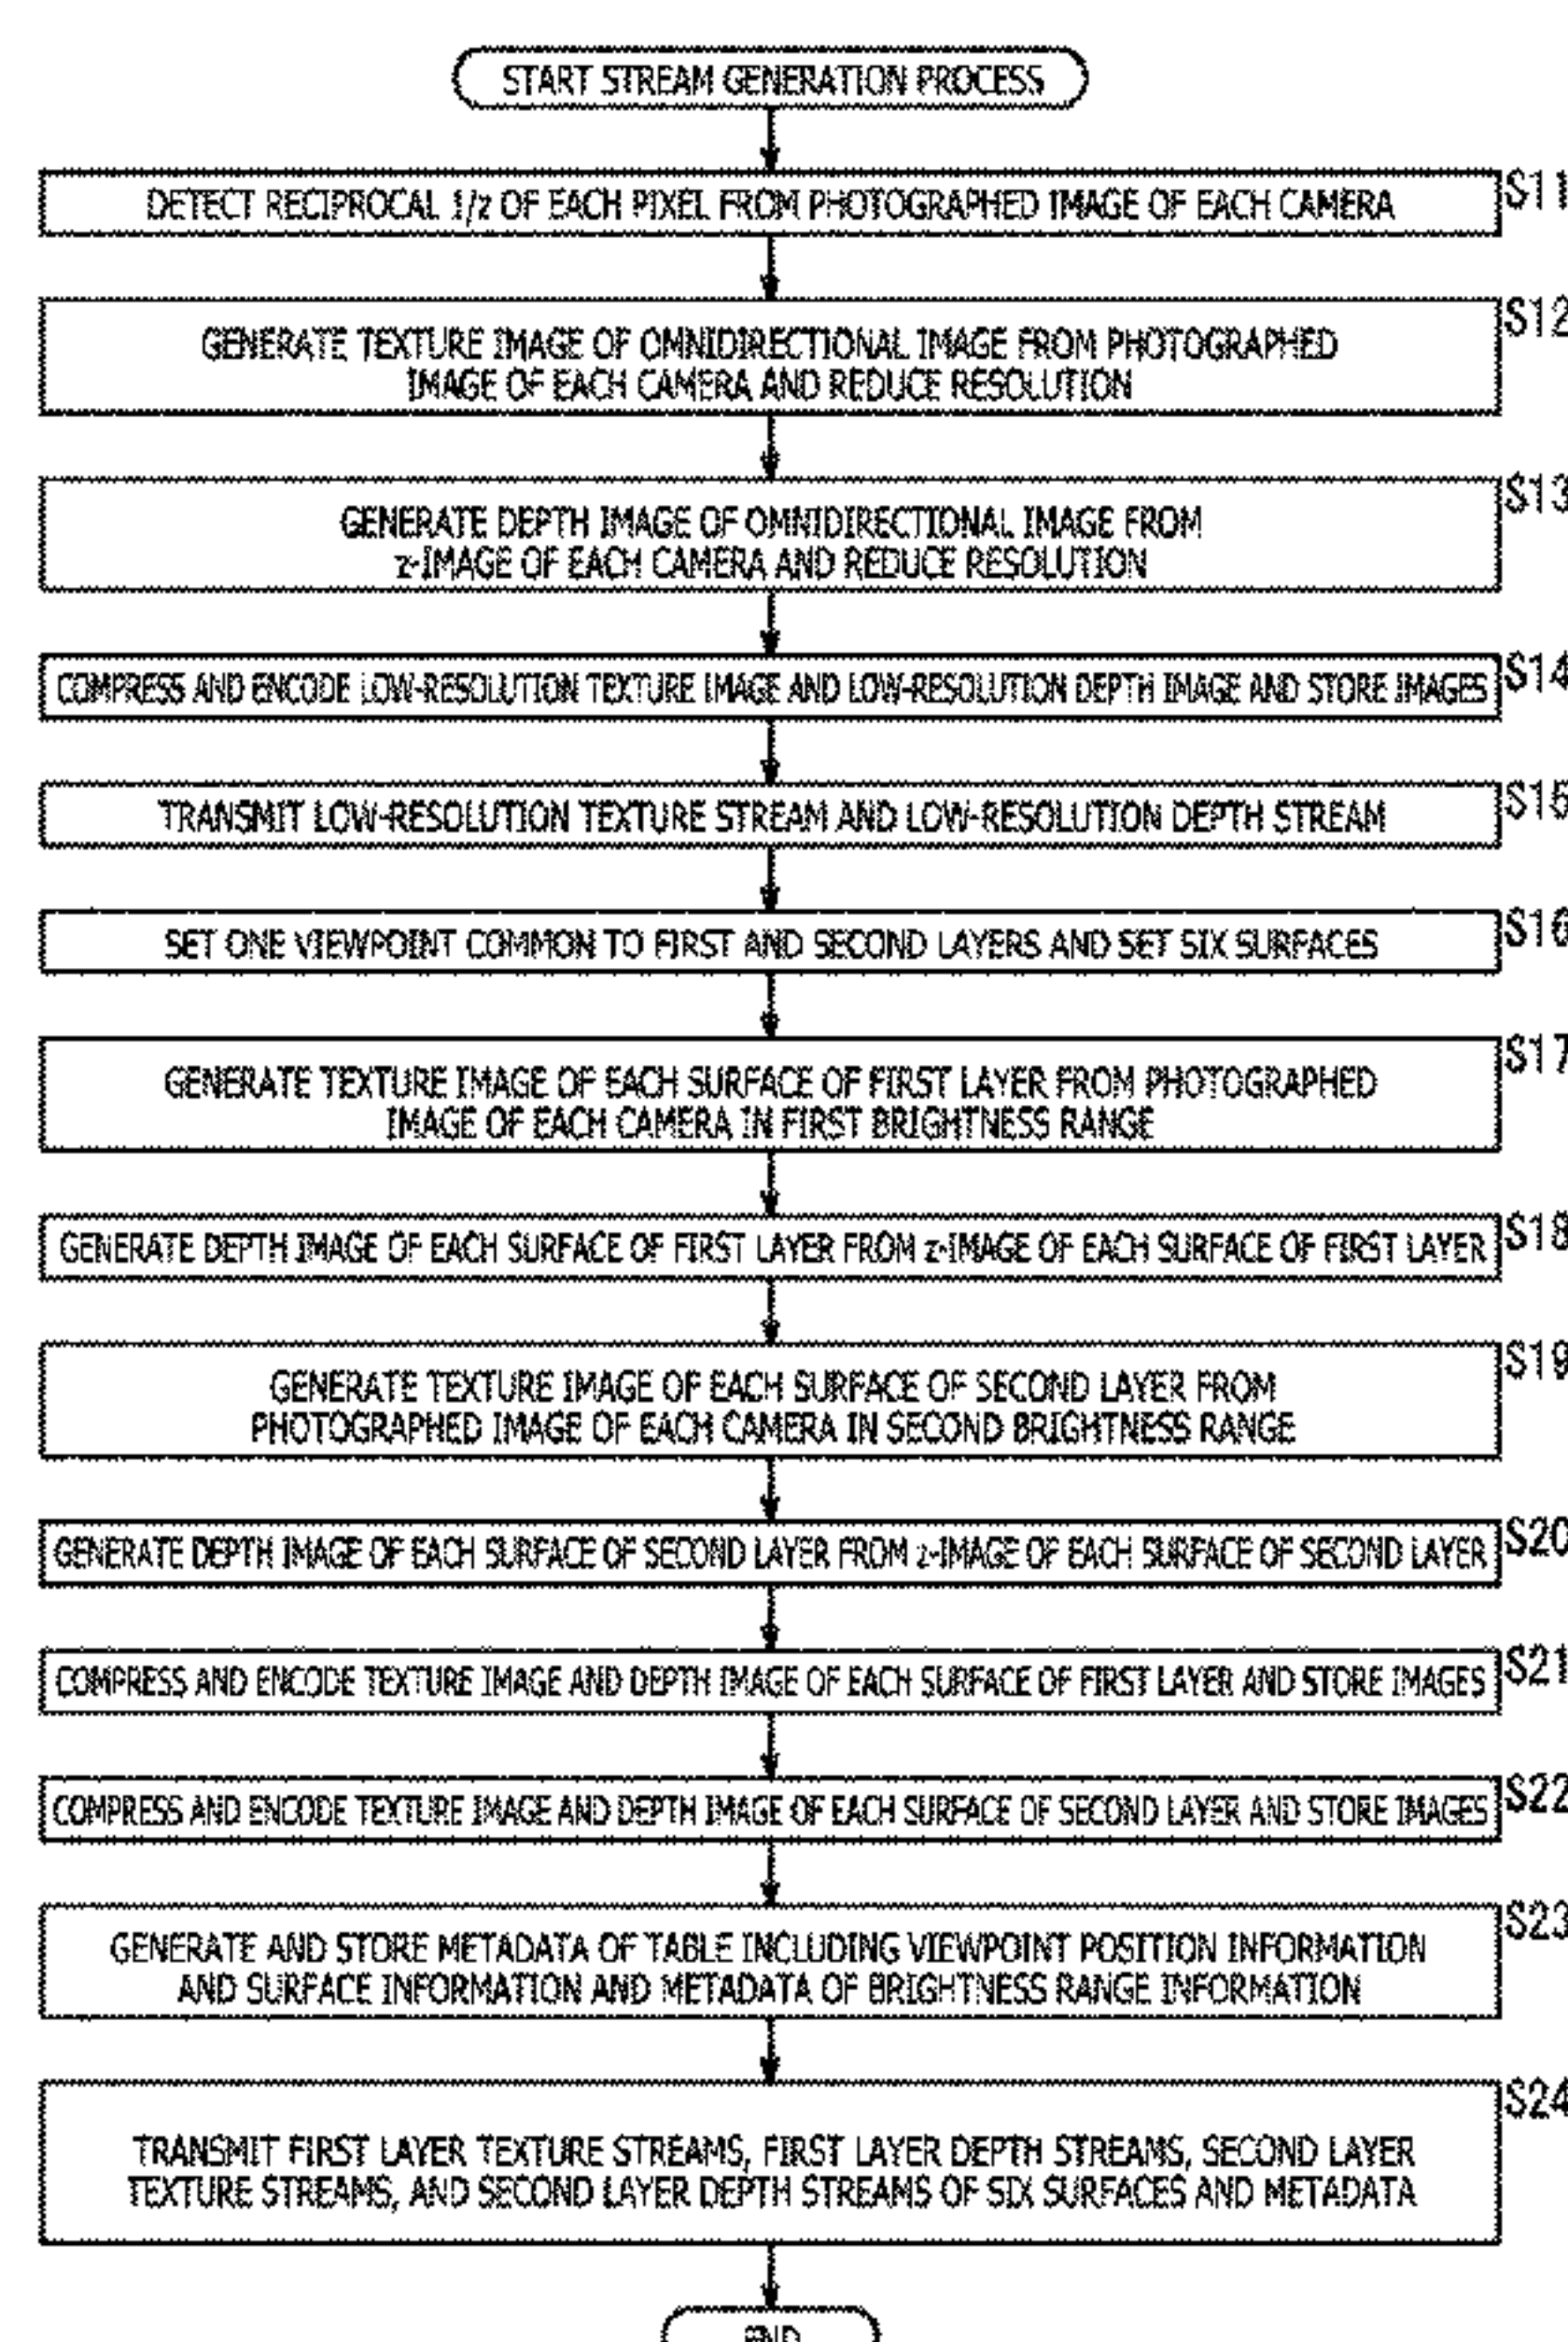 START STREAM GENERATION PROCESS
S11
DETECT RECIPROCAL 1/z OF EACH PIXEL FROM PHOTOGRAPHED IMAGE OF EACH CAMERA
S12
GENERATE TEXTURE IMAGE OF OMNIDIRECTIONAL IMAGE FROM PHOTOGRAPHED
IMAGE OF EACH CAMERA AND REDUCE RESOLUTION
S13
GENERATE DEPTH IMAGE OF OMNIDIRECTIONAL IMAGE FROM
z-IMAGE OF EACH CAMERA AND REDUCE RESOLUTION
S14
COMPRESS AND ENCODE LOW-RESOLUTION TEXTURE IMAGE AND LOW-RESOLUTION DEPTH IMAGE AND STORE IMAGES
S15
TRANSMIT LOW-RESOLUTION TEXTURE STREAM AND LOW-RESOLUTION DEPTH STREAM
S16
SET ONE VIEWPOINT COMMON TO FIRST AND SECOND LAYERS AND SET SIX SURFACES
S17
GENERATE TEXTURE IMAGE OF EACH SURFACE OF FIRST LAYER FROM PHOTOGRAPHED
IMAGE OF EACH CAMERA IN FIRST BRIGHTNESS RANGE
S18
GENERATE DEPTH IMAGE OF EACH SURFACE OF FIRST LAYER FROM z-IMAGE OF EACH SURFACE OF FIRST LAYER
S19
GENERATE TEXTURE IMAGE OF EACH SURFACE OF SECOND LAYER FROM
PHOTOGRAPHED IMAGE OF EACH CAMERA IN SECOND BRIGHTNESS RANGE
S20
GENERATE DEPTH IMAGE OF EACH SURFACE OF SECOND LAYER FROM z-IMAGE OF EACH SURFACE OF SECOND LAYER
S21
COMPRESS AND ENCODE TEXTURE IMAGE AND DEPTH IMAGE OF EACH SURFACE OF FIRST LAYER AND STORE IMAGES
S22
COMPRESS AND ENCODE TEXTURE IMAGE AND DEPTH IMAGE OF EACH SURFACE OF SECOND LAYER AND STORE IMAGES
S23
GENERATE AND STORE METADATA OF TABLE INCLUDING VIEWPOINT POSITION INFORMATION
AND SURFACE INFORMATION AND METADATA OF BRIGHTNESS RANGE INFORMATION
S24
TRANSMIT FIRST LAYER TEXTURE STREAMS, FIRST LAYER DEPTH STREAMS, SECOND LAYER
TEXTURE STREAMS, AND SECOND LAYER DEPTH STREAMS OF SIX SURFACES AND METADATA
END